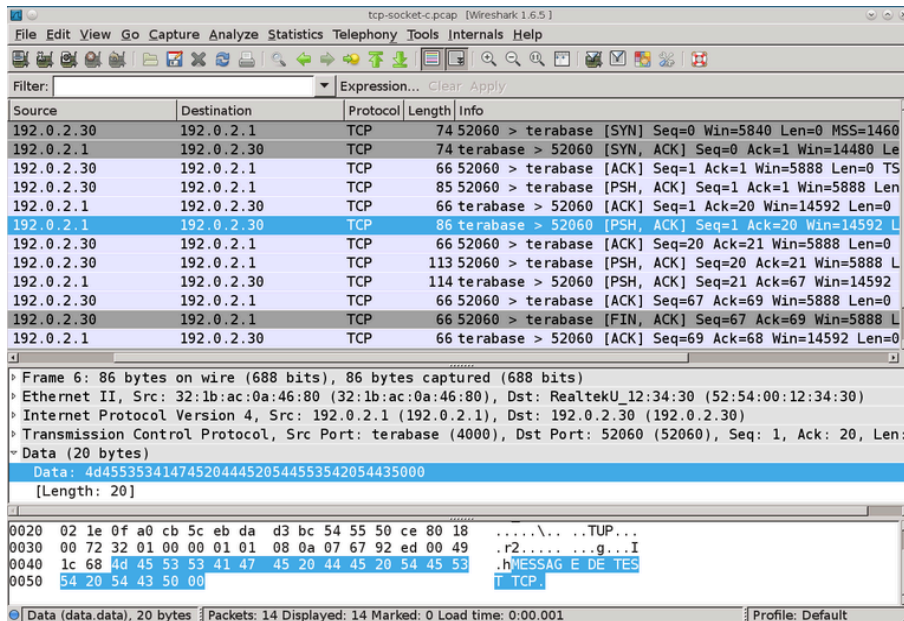 tcp-socket-c.pcap [Wireshark 1.6.5 ]
File Edit View Go Capture Analyze Statistics Telephony Tools Internals Help
Filter: Expression... Clear Apply
Source Destination Protocol Length Info
192.0.2.30 192.0.2.1 TCP 74 52060 > terabase [SYN] Seq=0 Win=5840 Len=0 MSS=1460
192.0.2.1 192.0.2.30 TCP 74 terabase > 52060 [SYN, ACK] Seq=0 Ack=1 Win=14480 Le
192.0.2.30 192.0.2.1 TCP 66 52060 > terabase [ACK] Seq=1 Ack=1 Win=5888 Len=0 TS
192.0.2.30 192.0.2.1 TCP 85 52060 > terabase [PSH, ACK] Seq=1 Ack=1 Win=5888 Len
192.0.2.1 192.0.2.30 TCP 66 terabase > 52060 [ACK] Seq=1 Ack=20 Win=14592 Len=0
192.0.2.1 192.0.2.30 TCP 86 terabase > 52060 [PSH, ACK] Seq=1 Ack=20 Win=14592 L
192.0.2.30 192.0.2.1 TCP 66 52060 > terabase [ACK] Seq=20 Ack=21 Win=5888 Len=0
192.0.2.30 192.0.2.1 TCP 113 52060 > terabase [PSH, ACK] Seq=20 Ack=21 Win=5888 L
192.0.2.1 192.0.2.30 TCP 114 terabase > 52060 [PSH, ACK] Seq=21 Ack=67 Win=14592
192.0.2.30 192.0.2.1 TCP 66 52060 > terabase [ACK] Seq=67 Ack=69 Win=5888 Len=0
192.0.2.30 192.0.2.1 TCP 66 52060 > terabase [FIN, ACK] Seq=67 Ack=69 Win=5888 L
192.0.2.1 192.0.2.30 TCP 66 terabase > 52060 [ACK] Seq=69 Ack=68 Win=14592 Len=0
Frame 6: 86 bytes on wire (688 bits), 86 bytes captured (688 bits)
Ethernet II, Src: 32:1b:ac:0a:46:80 (32:1b:ac:0a:46:80), Dst: RealtekU_12:34:30 (52:54:00:12:34:30)
Internet Protocol Version 4, Src: 192.0.2.1 (192.0.2.1), Dst: 192.0.2.30 (192.0.2.30)
Transmission Control Protocol, Src Port: terabase (4000), Dst Port: 52060 (52060), Seq: 1, Ack: 20, Len:
Data (20 bytes)
Data: 4d4553534147452044452054455354205443​5000
[Length: 20]
0020 02 1e 0f a0 cb 5c eb da d3 bc 54 55 50 ce 80 18 .....\.. ..TUP...
0030 00 72 32 01 00 00 01 01 08 0a 07 67 92 ed 00 49 .r2..... ...g...I
0040 1c 68 4d 45 53 53 41 47 45 20 44 45 20 54 45 53 .hMESSAG E DE TES
0050 54 20 54 43 50 00 T TCP.
Data (data.data), 20 bytes Packets: 14 Displayed: 14 Marked: 0 Load time: 0:00.001 Profile: Default